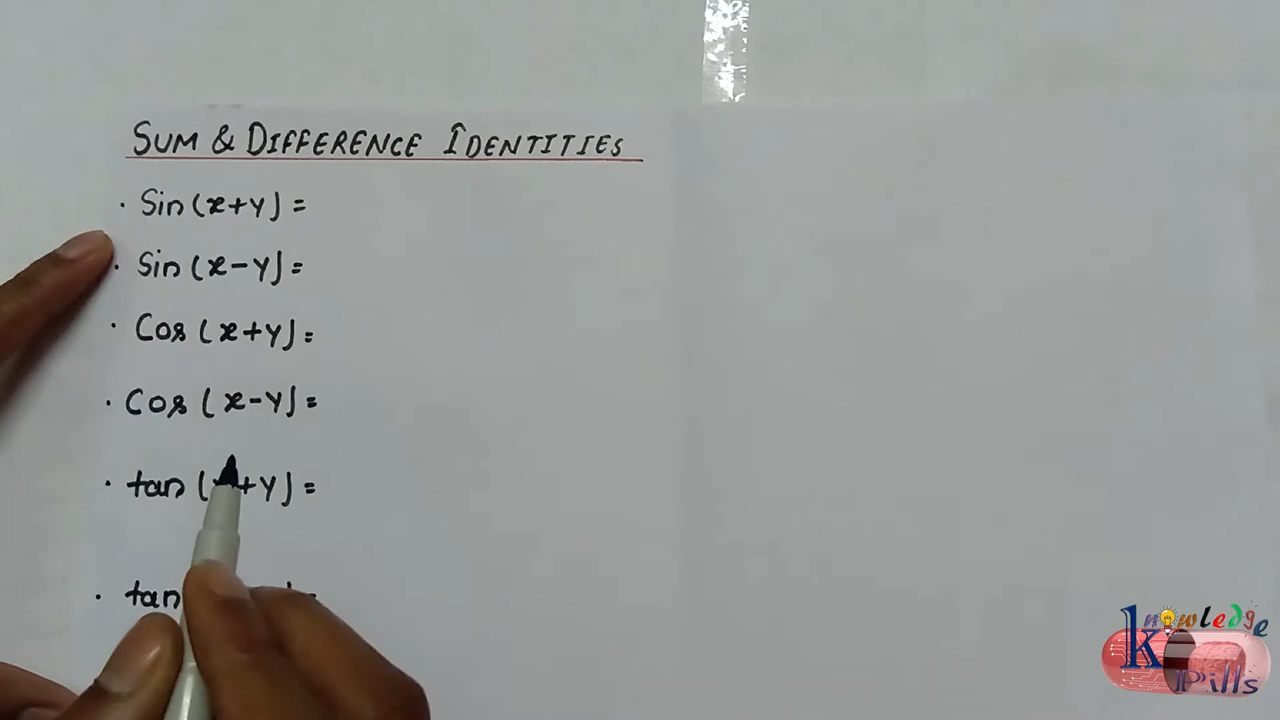 SUM & DIFFERENCE IDENTITIES
· Sin (x+y) =
· Sin (x-y) =
· Cos (x+y) =
· Cos (x-y) =
· tan (x+y) =
· tan
knowledge
Pills